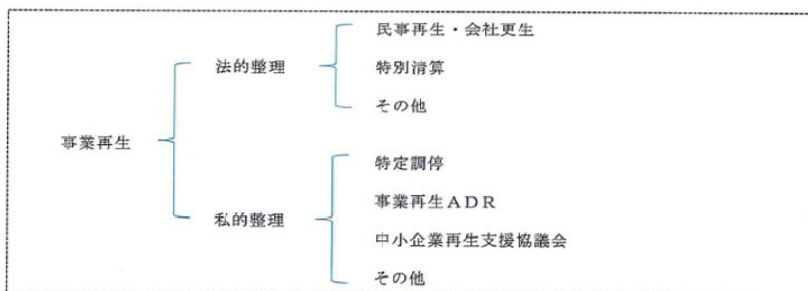 事業再生
法的整理
民事再生・会社更生
特別清算
その他
私的整理
特定調停
事業再生ＡＤＲ
中小企業再生支援協議会
その他